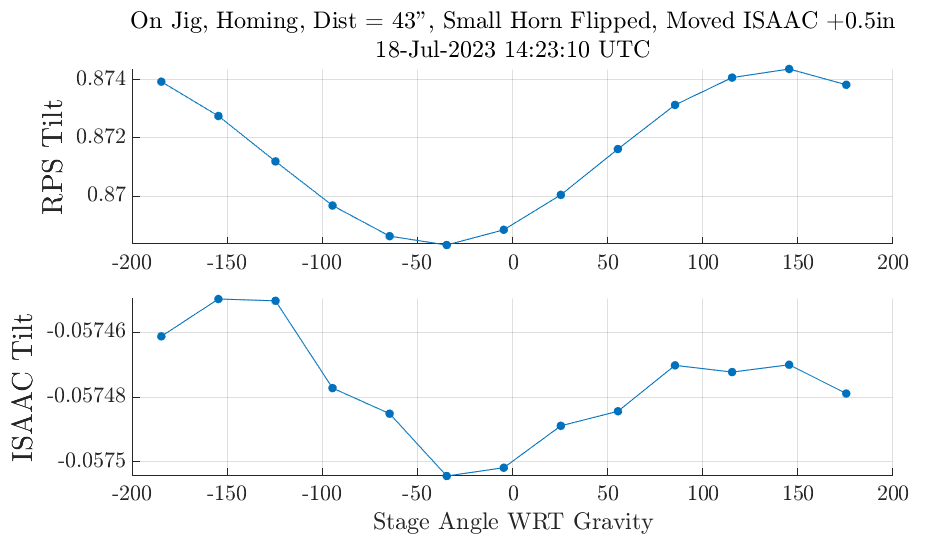 On Jig, Homing, Dist = 43", Small Horn Flipped, Moved ISAAC +0.5in
18-Jul-2023 14:23:10 UTC
RPS Tilt
0.874
0.872
0.87
-200 -150 -100 -50 0 50 100 150 200
ISAAC Tilt
-0.05746
-0.05748
-0.0575
-200 -150 -100 -50 0 50 100 150 200
Stage Angle WRT Gravity